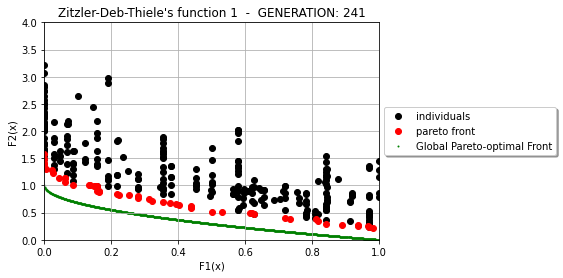 Zitzler-Deb-Thiele's function 1 - GENERATION: 241
4.0
3.5
3.0
2.5
2.0
1.5
1.0
0.5
0.0
F2(x)
0.0 0.2 0.4 0.6 0.8 1.0
F1(x)
individuals
pareto front
Global Pareto-optimal Front